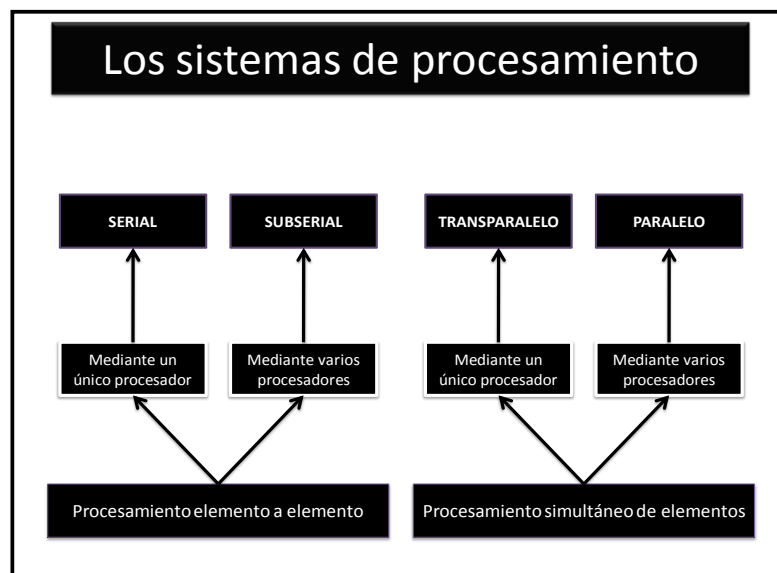 Los sistemas de procesamiento
SERIAL
SUBSERIAL
TRANSPARALELO
PARALELO
Mediante un
único procesador
Mediante varios
procesadores
Mediante un
único procesador
Mediante varios
procesadores
Procesamiento elemento a elemento
Procesamiento simultáneo de elementos